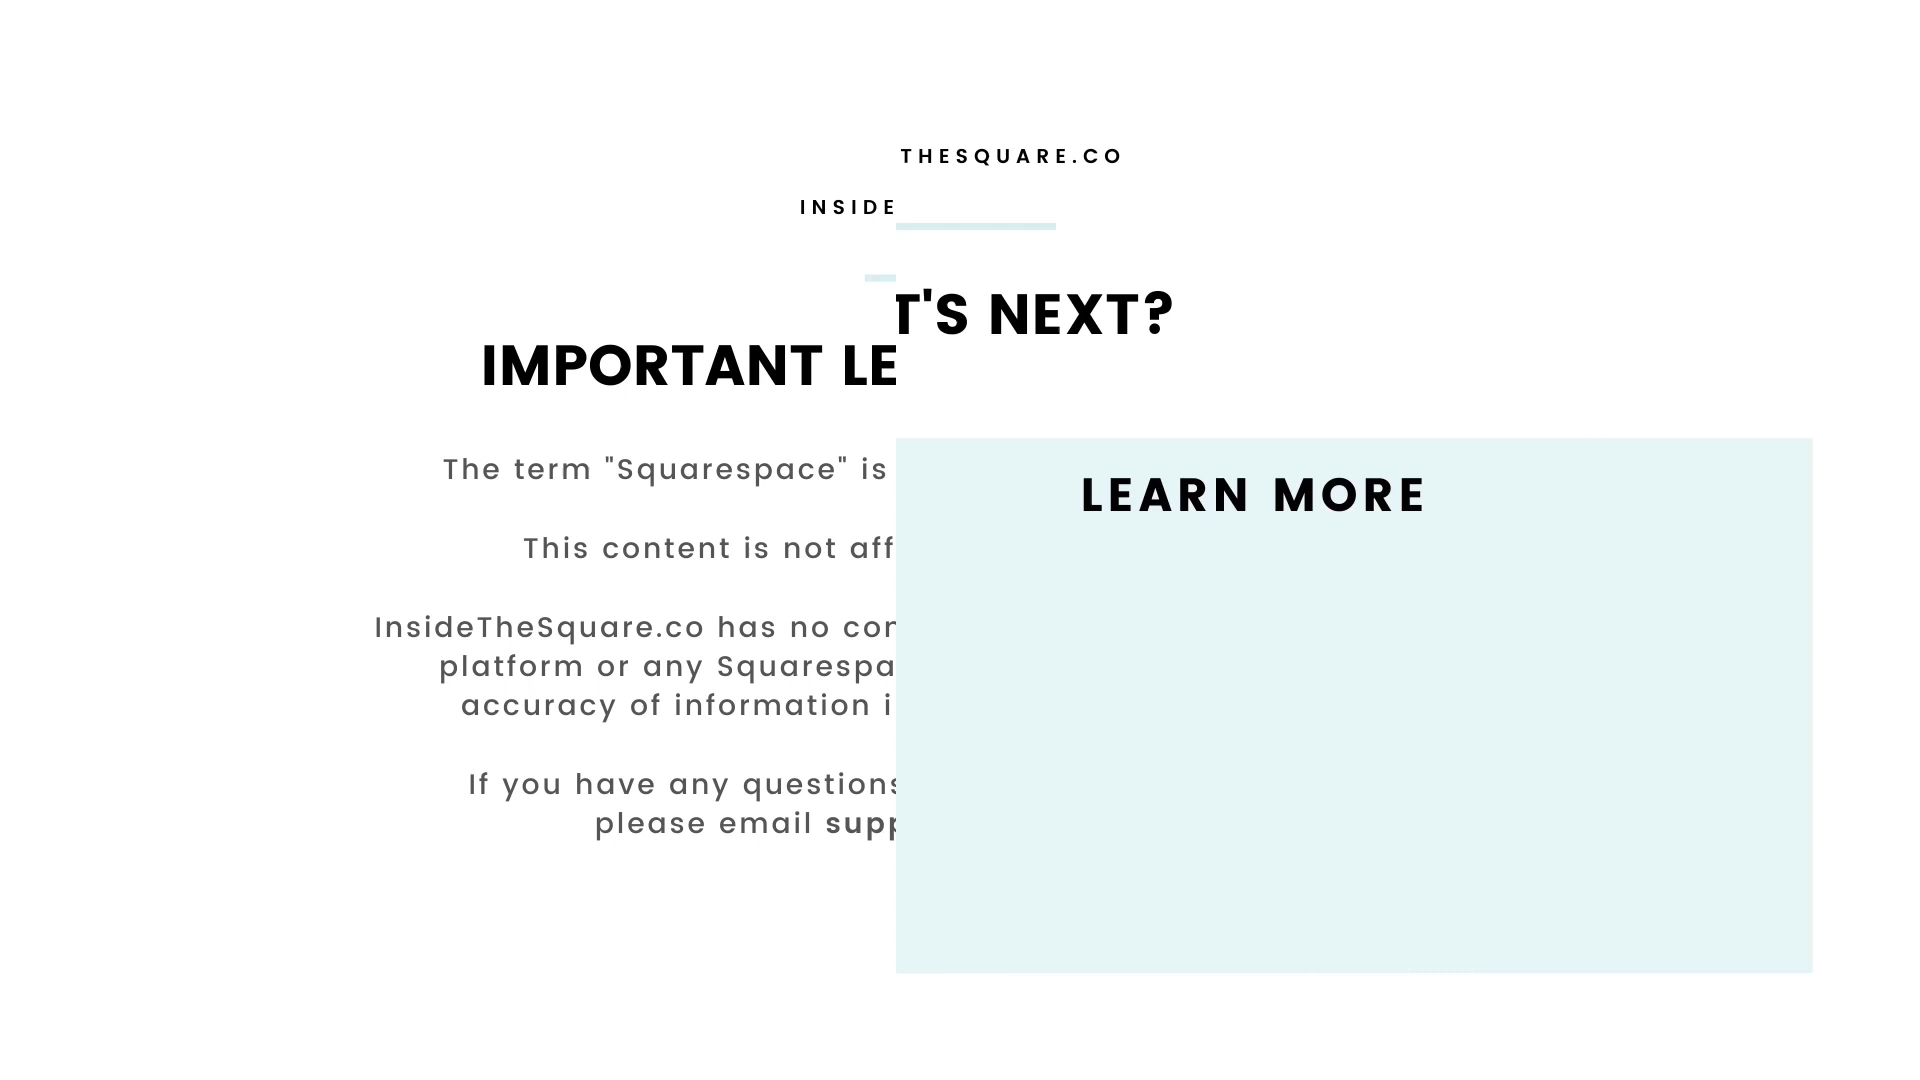 THESQUARE.CO
INSIDE
T'S NEXT?
IMPORTANT LE
The term "Squarespace" is
LEARN MORE
This content is not aff
InsideTheSquare.co has no con
platform or any Squarespa
accuracy of information i
If you have any questions
please email supp